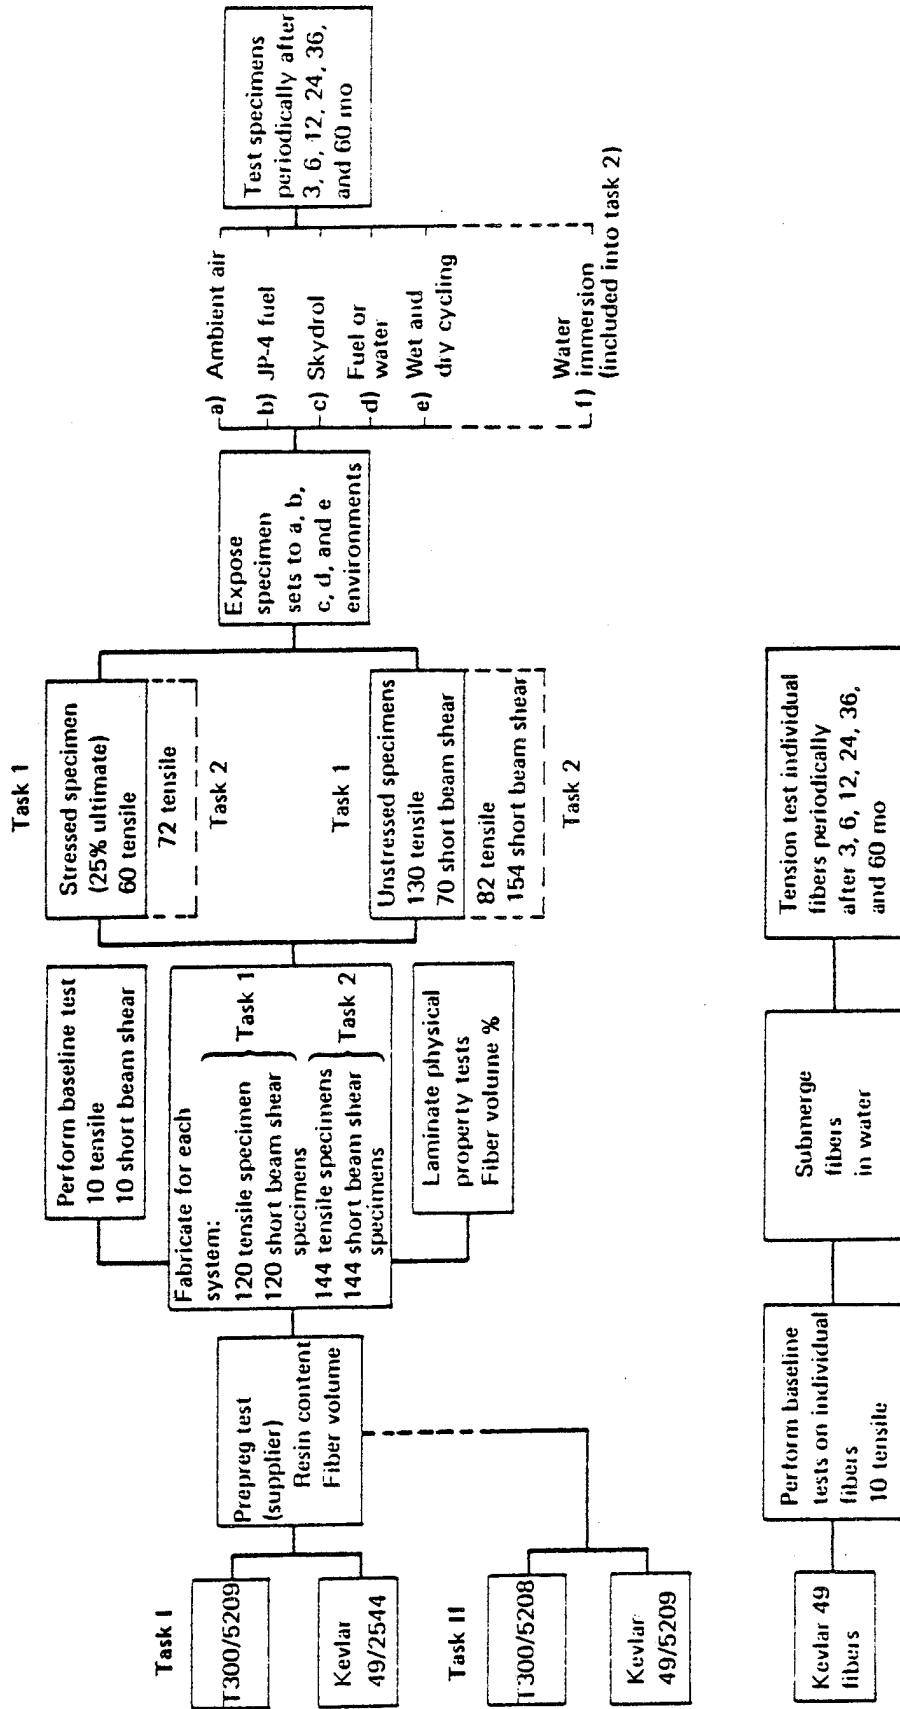 Task I
T300/5209
Kevlar
49/2544
Task II
T300/5208
Kevlar
49/5209
Prepreg test
(supplier)
Resin content
Fiber volume
Perform baseline test
10 tensile
10 short beam shear
Fabricate for each
system:
120 tensile specimen
120 short beam shear
specimens
Task 1
144 tensile specimens
144 short beam shear
specimens
Task 2
Laminate physical
property tests
Fiber volume %
Task 1
Stressed specimen
(25% ultimate)
60 tensile
72 tensile
Task 2
Task 1
Unstressed specimens
130 tensile
70 short beam shear
82 tensile
154 short beam shear
Task 2
Expose
specimen
sets to a, b,
c, d, and e
environments
a) Ambient air
b) JP-4 fuel
c) Skydrol
d) Fuel or
water
e) Wet and
dry cycling
f) Water
immersion
(included into task 2)
Test specimens
periodically after
3, 6, 12, 24, 36,
and 60 mo
Kevlar 49
fibers
Perform baseline
tests on individual
fibers
10 tensile
Submerge
fibers
in water
Tension test individual
fibers periodically
after 3, 6, 12, 24, 36,
and 60 mo